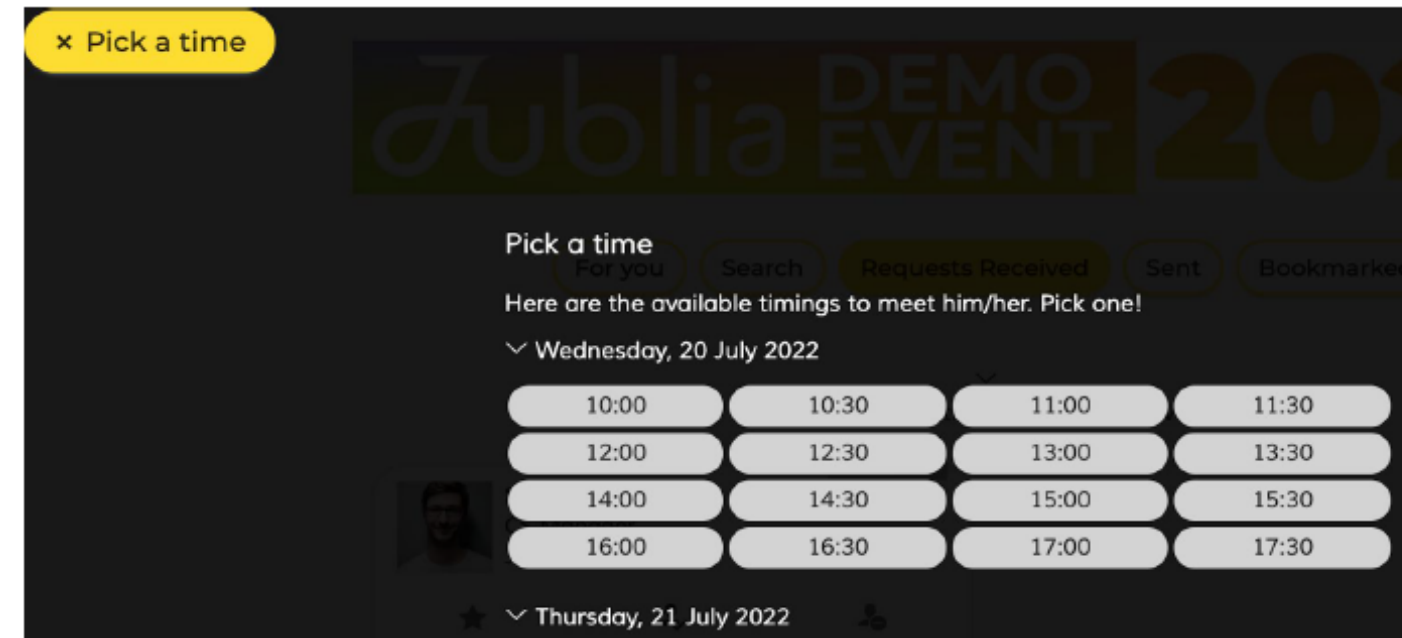 × Pick a time
Jublia DEMO EVENT 202
Pick a time
For you Search Requests Received Sent Bookmarke
Here are the available timings to meet him/her. Pick one!
Wednesday, 20 July 2022
10:00 10:30 11:00 11:30
12:00 12:30 13:00 13:30
14:00 14:30 15:00 15:30
16:00 16:30 17:00 17:30
Thursday, 21 July 2022